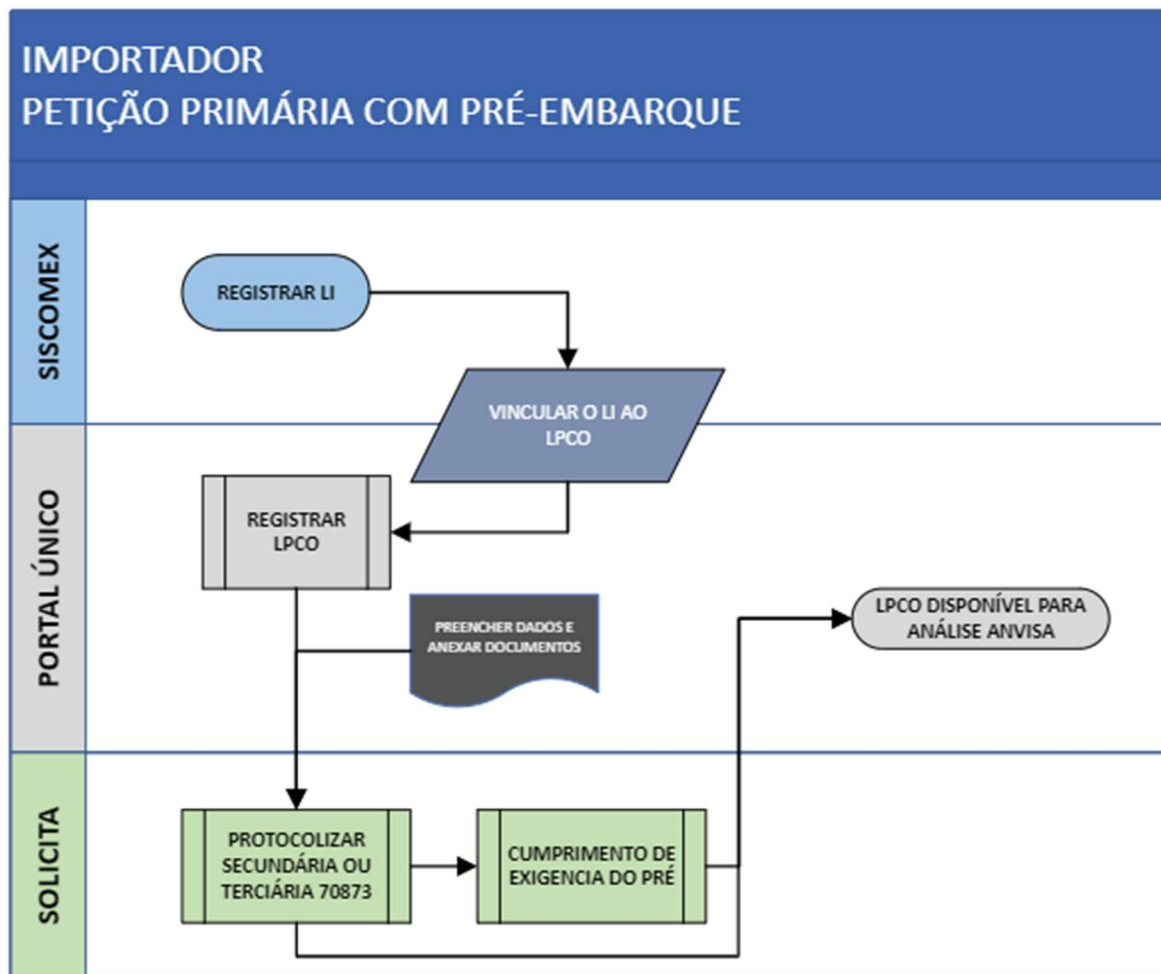 IMPORTADOR
PETIÇÃO PRIMÁRIA COM PRÉ-EMBARQUE
SISCOMEX
REGISTRAR LI
VINCULAR O LI AO
LPCO
PORTAL ÚNICO
REGISTRAR
LPCO
PREENCHER DADOS E
ANEXAR DOCUMENTOS
LPCO DISPONÍVEL PARA
ANÁLISE ANVISA
SOLICITA
PROTOCOLIZAR
SECUNDÁRIA OU
TERCIÁRIA 70873
CUMPRIMENTO DE
EXIGENCIA DO PRÉ